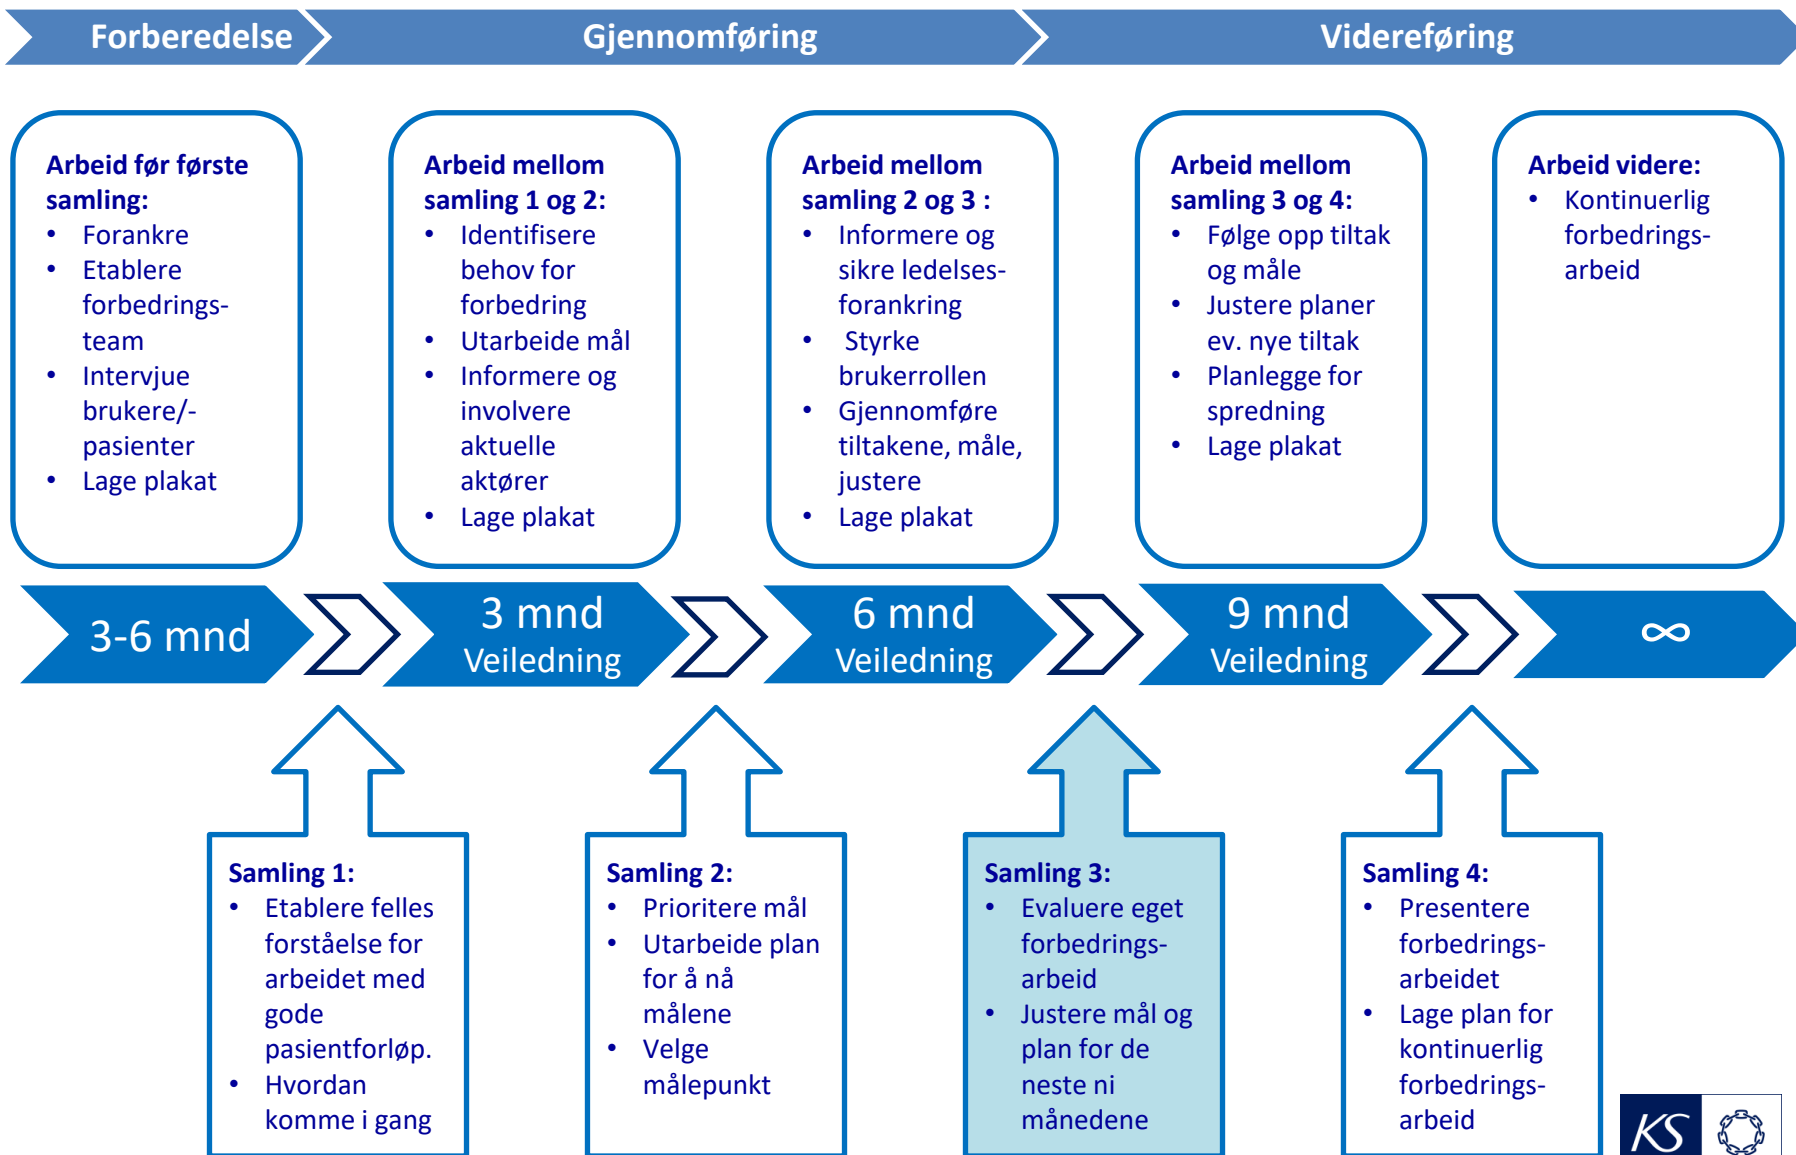 Forberedelse
Gjennomføring
Videreføring
Arbeid før første
samling:
• Forankre
• Etablere
forbedrings-
team
• Intervjue
brukere/-
pasienter
• Lage plakat
Arbeid mellom
samling 1 og 2:
• Identifisere
behov for
forbedring
• Utarbeide mål
• Informere og
involvere
aktuelle
aktører
• Lage plakat
Arbeid mellom
samling 2 og 3 :
• Informere og
sikre ledelses-
forankring
• Styrke
brukerrollen
• Gjennomføre
tiltakene, måle,
justere
• Lage plakat
Arbeid mellom
samling 3 og 4:
• Følge opp tiltak
og måle
• Justere planer
ev. nye tiltak
• Planlegge for
spredning
• Lage plakat
Arbeid videre:
• Kontinuerlig
forbedrings-
arbeid
3-6 mnd
3 mnd
Veiledning
6 mnd
Veiledning
9 mnd
Veiledning
∞
Samling 1:
• Etablere felles
forståelse for
arbeidet med
gode
pasientforløp.
• Hvordan
komme i gang
Samling 2:
• Prioritere mål
• Utarbeide plan
for å nå
målene
• Velge
målepunkt
Samling 3:
• Evaluere eget
forbedrings-
arbeid
• Justere mål og
plan for de
neste ni
månedene
Samling 4:
• Presentere
forbedrings-
arbeidet
• Lage plan for
kontinuerlig
forbedrings-
arbeid
KS